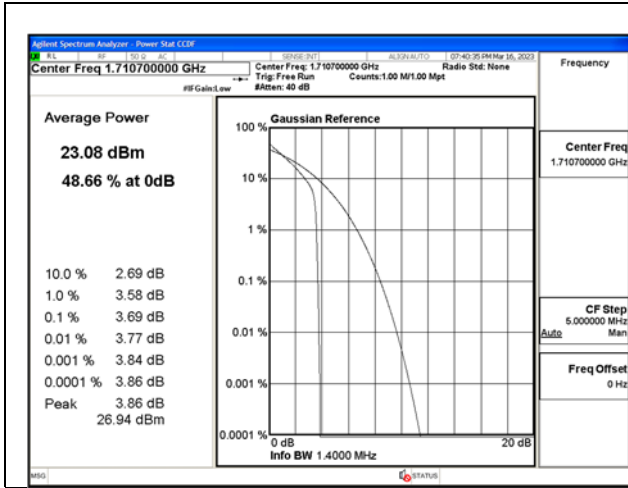 Agilent Spectrum Analyzer - Power Stat CCDF
RL RF 50 Ω AC SENSE:INT ALIGN AUTO 07:40:35 PM Mar 16, 2023
Center Freq 1.710700000 GHz
Center Freq: 1.710700000 GHz Radio Std: None
Trig: Free Run Counts:1.00 M/1.00 Mpt
#IFGain:Low #Atten: 40 dB
Frequency
Average Power
23.08 dBm
48.66 % at 0dB
10.0 % 2.69 dB
1.0 % 3.58 dB
0.1 % 3.69 dB
0.01 % 3.77 dB
0.001 % 3.84 dB
0.0001 % 3.86 dB
Peak 3.86 dB
26.94 dBm
Gaussian Reference
100 %
10 %
1 %
0.1 %
0.01 %
0.001 %
0.0001 %
0 dB 20 dB
Info BW 1.4000 MHz
Center Freq
1.710700000 GHz
CF Step
5.000000 MHz
Auto Man
Freq Offset
0 Hz
MSG STATUS